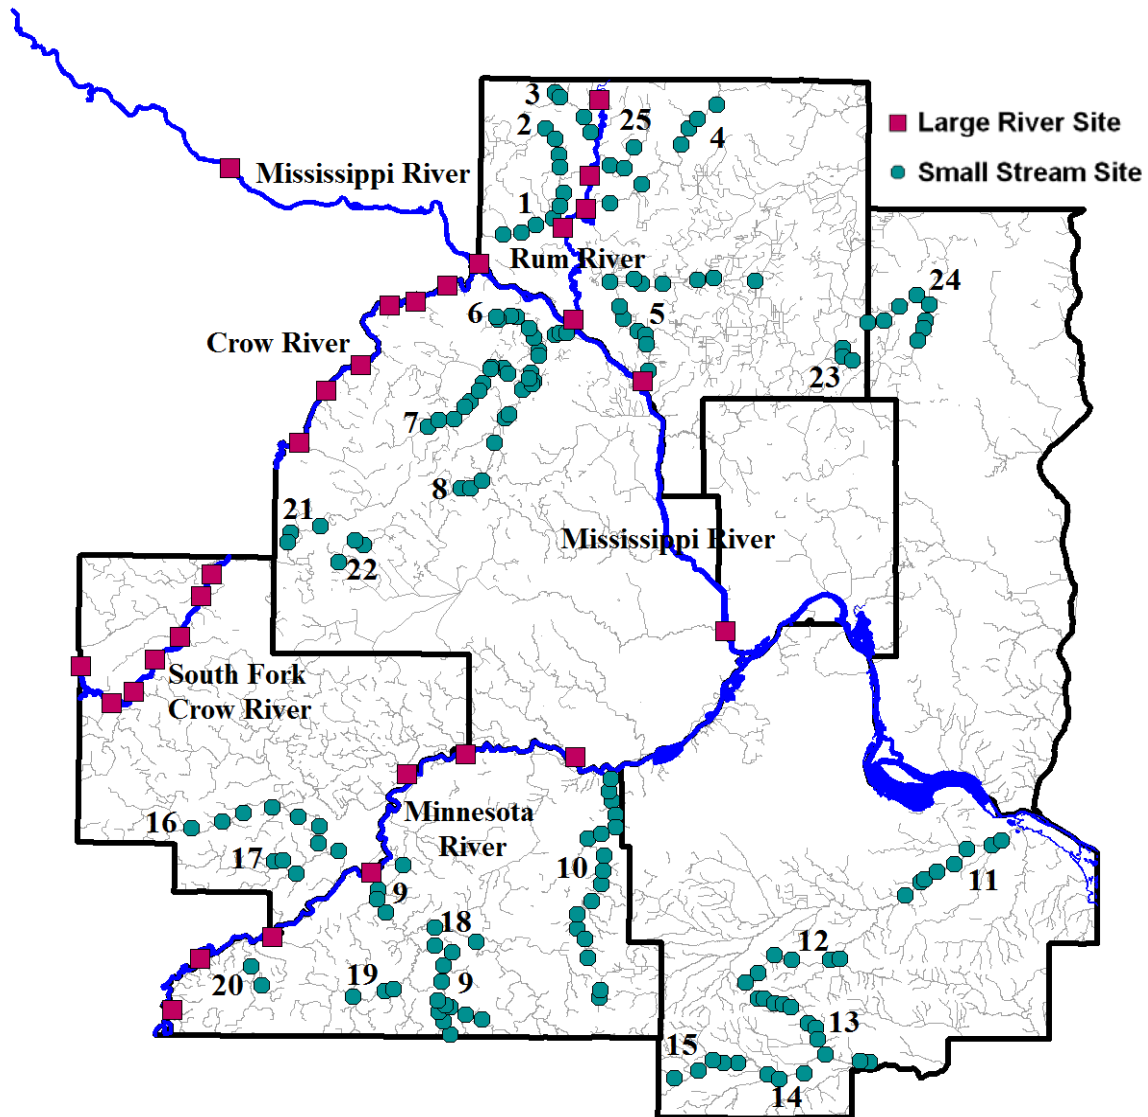 3
2
25
4
Large River Site
Mississippi River
Small Stream Site
1
Rum River
24
6
5
Crow River
23
7
8
21
Mississippi River
22
South Fork
Crow River
Minnesota
River
16
17
10
11
9
18
12
20
19
9
13
15
14